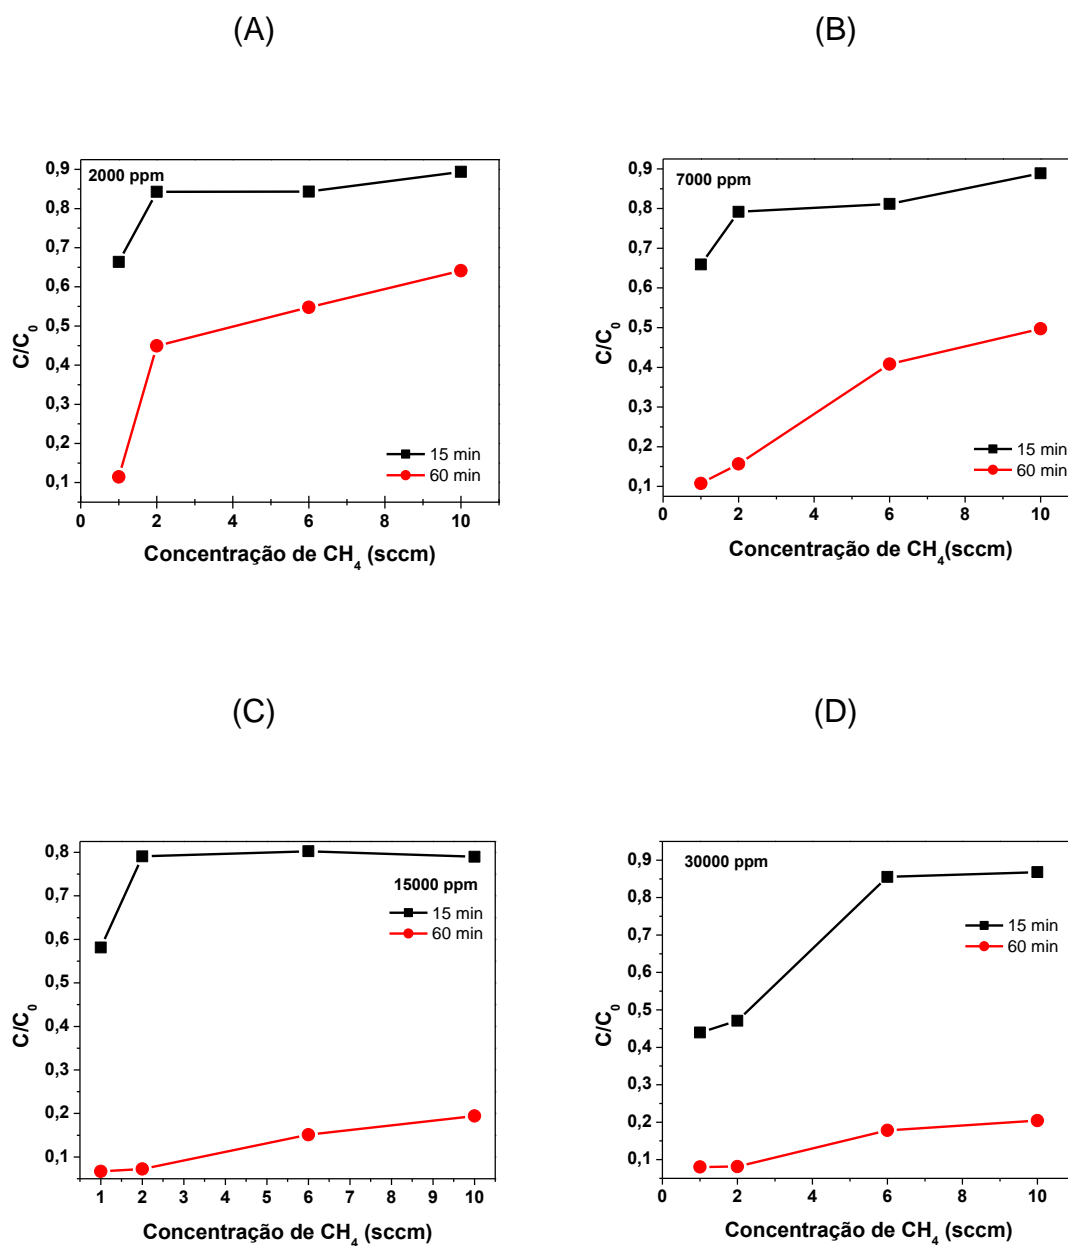 (A)
(B)
2000 ppm
0,9
0,8
0,7
0,6
0,5
0,4
0,3
0,2
0,1
C/C₀
15 min
60 min
0 2 4 6 8 10
Concentração de CH₄ (sccm)
7000 ppm
0,9
0,8
0,7
0,6
0,5
0,4
0,3
0,2
0,1
C/C₀
15 min
60 min
0 2 4 6 8 10
Concentração de CH₄(sccm)
(C)
(D)
0,8
0,7
0,6
0,5
0,4
0,3
0,2
0,1
C/C₀
15000 ppm
15 min
60 min
1 2 3 4 5 6 7 8 9 10
Concentração de CH₄ (sccm)
30000 ppm
0,9
0,8
0,7
0,6
0,5
0,4
0,3
0,2
0,1
C/C₀
15 min
60 min
0 2 4 6 8 10
Concentração de CH₄ (sccm)